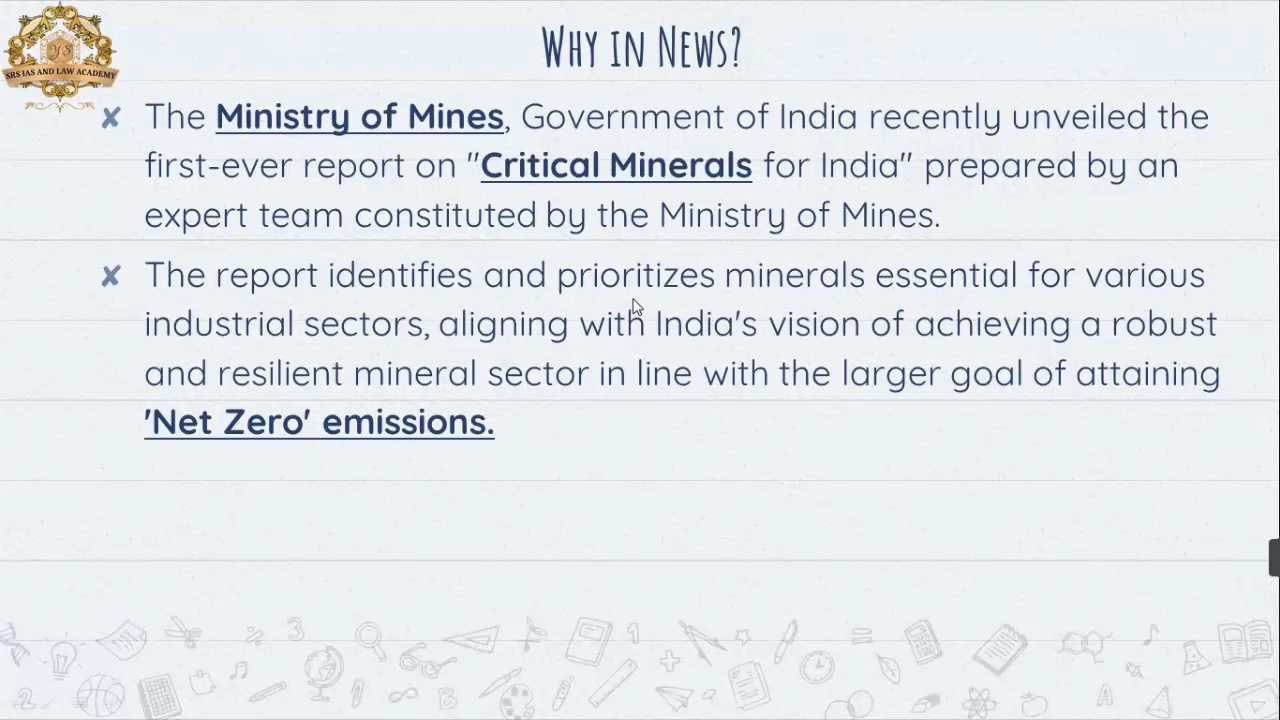 SRS IAS AND LAW ACADEMY
WHY IN NEWS?
✘ The Ministry of Mines, Government of India recently unveiled the
first-ever report on "Critical Minerals for India" prepared by an
expert team constituted by the Ministry of Mines.
✘ The report identifies and prioritizes minerals essential for various
industrial sectors, aligning with India's vision of achieving a robust
and resilient mineral sector in line with the larger goal of attaining
'Net Zero' emissions.